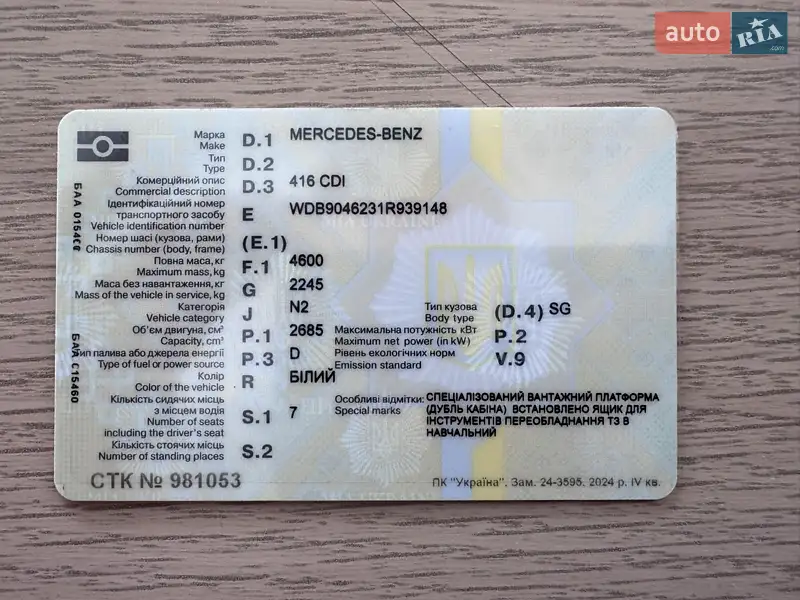 auto RIA .com
Марка D.1 MERCEDES-BENZ
Make
Тип D.2
Type
Комерційний опис D.3 416 CDI
Commercial description
Ідентифікаційний номер
транспортного засобу E WDB9046231R939148
Vehicle identification number
Номер шасі (кузова, рами) (E.1)
Chassis number (body, frame)
Повна маса, кг F.1 4600
Maximum mass, kg
Маса без навантаження, кг G 2245
Mass of the vehicle in service, kg
Категорія J N2
Vehicle category
Тип кузова (D.4) SG
Body type
Об'єм двигуна, см³ P.1 2685
Capacity, cm³
Максимальна потужність кВт P.2
Maximum net power (in kW)
Тип палива або джерела енергії P.3 D
Type of fuel or power source
Рівень екологічних норм V.9
Emission standard
Колір R БІЛИЙ
Color of the vehicle
Кількість сидячих місць
з місцем водія S.1 7
Number of seats
including the driver's seat
Кількість стоячих місць S.2
Number of standing places
Особливі відмітки:
Special marks
СПЕЦІАЛІЗОВАНИЙ ВАНТАЖНИЙ ПЛАТФОРМА
(ДУБЛЬ КАБІНА) ВСТАНОВЛЕНО ЯЩИК ДЛЯ
ІНСТРУМЕНТІВ ПЕРЕОБЛАДНАННЯ ТЗ В
НАВЧАЛЬНИЙ
СТК № 981053
ПК "Україна". Зам. 24-3595. 2024 р. IV кв.